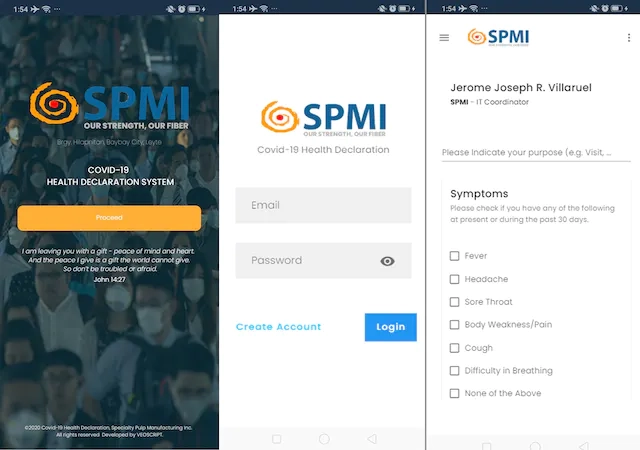 1:54
SPMI
OUR STRENGTH, OUR FIBER
Brgy. Hilapnitan, Baybay City, Leyte
COVID-19
HEALTH DECLARATION SYSTEM
Proceed
I am leaving you with a gift - peace of mind and heart.
And the peace I give is a gift the world cannot give.
So don't be troubled or afraid.
John 14:27
©2020 Covid-19 Health Declaration, Specialty Pulp Manufacturing Inc.
All rights reserved Developed by VEOSCRIPT.
1:54
SPMI
OUR STRENGTH, OUR FIBER
Covid-19 Health Declaration
Email
Password
Create Account
Login
1:54
SPMI
Jerome Joseph R. Villaruel
SPMI - IT Coordinator
Please Indicate your purpose (e.g. Visit, ...
Symptoms
Please check if you have any of the following
at present or during the past 30 days.
Fever
Headache
Sore Throat
Body Weakness/Pain
Cough
Difficulty in Breathing
None of the Above